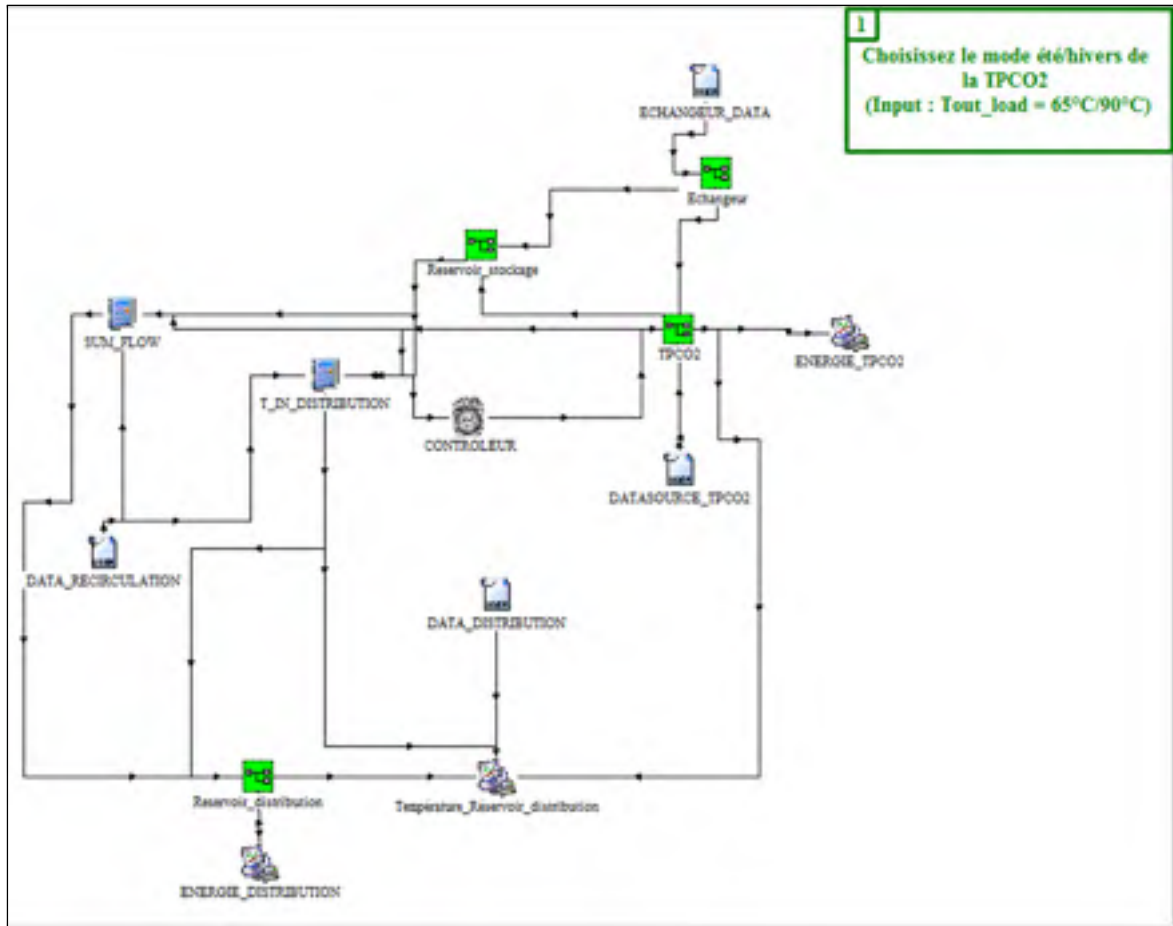 1
Choisissez le mode été/hivers de
la TPCO2
(Input : Tout_load = 65°C/90°C)
ECHANGEUR_DATA
Echangeur
Reservoir_stockage
SUM_FLOW
TPCO2
ENERGIE_TPCO2
T_IN_DISTRIBUTION
CONTROLEUR
DATASOURCE_TPCO2
DATA_RECIRCULATION
DATA_DISTRIBUTION
Reservoir_distribution
Température_Reservoir_distribution
ENERGIE_DISTRIBUTION